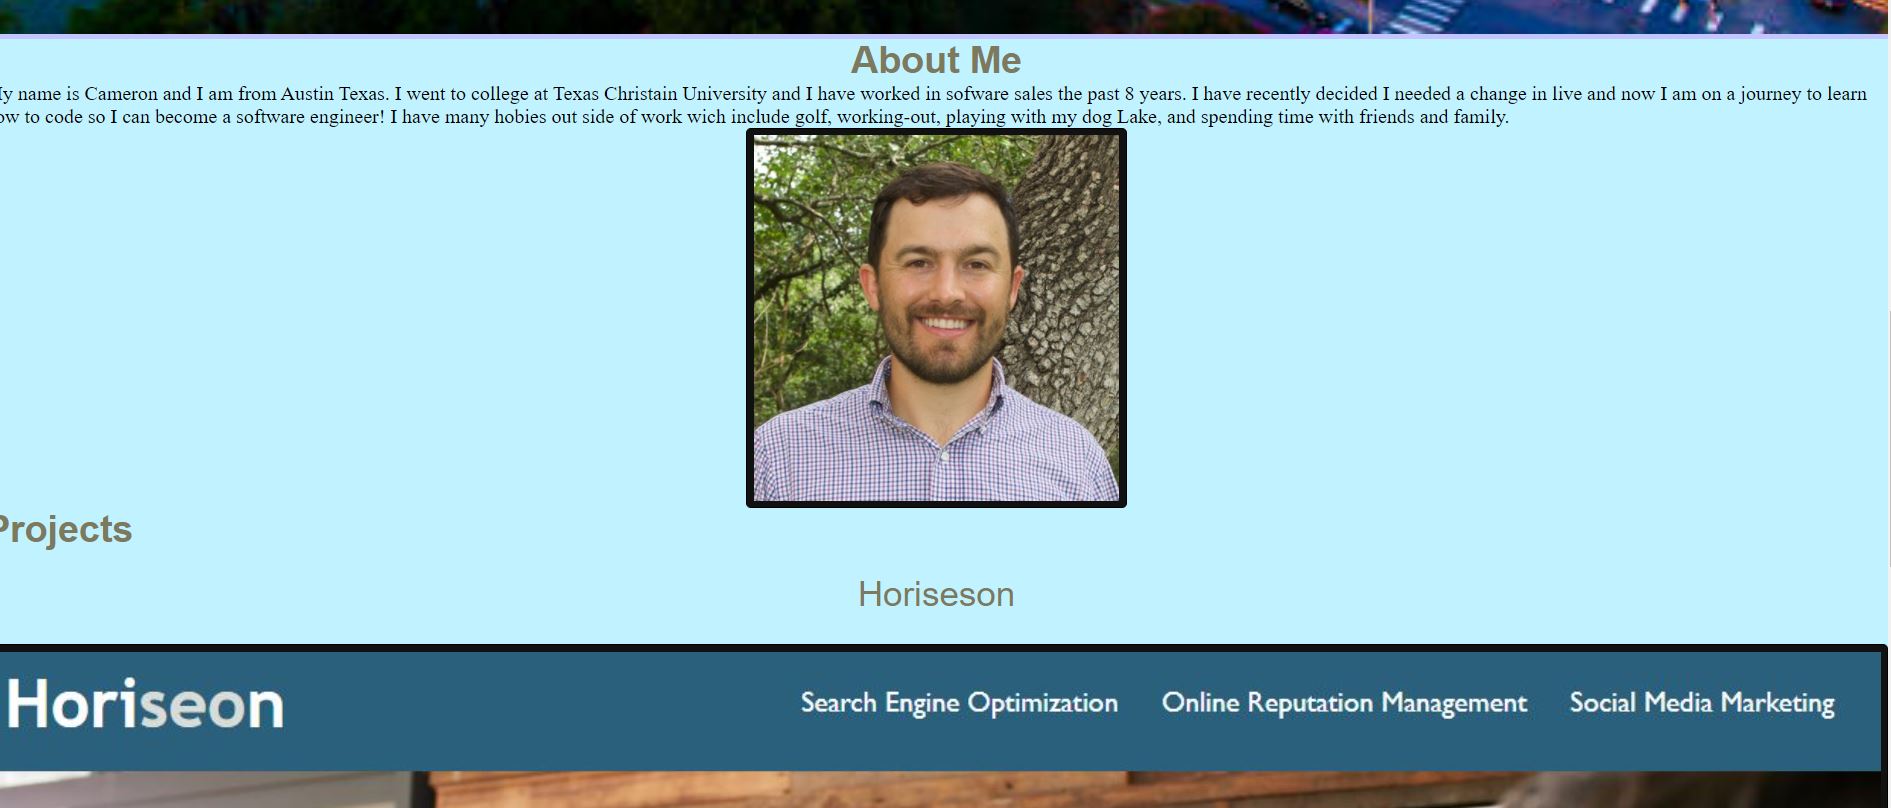 About Me
y name is Cameron and I am from Austin Texas. I went to college at Texas Christain University and I have worked in sofware sales the past 8 years. I have recently decided I needed a change in live and now I am on a journey to learn
ow to code so I can become a software engineer! I have many hobies out side of work wich include golf, working-out, playing with my dog Lake, and spending time with friends and family.
Projects
Horiseson
Horiseon Search Engine Optimization Online Reputation Management Social Media Marketing